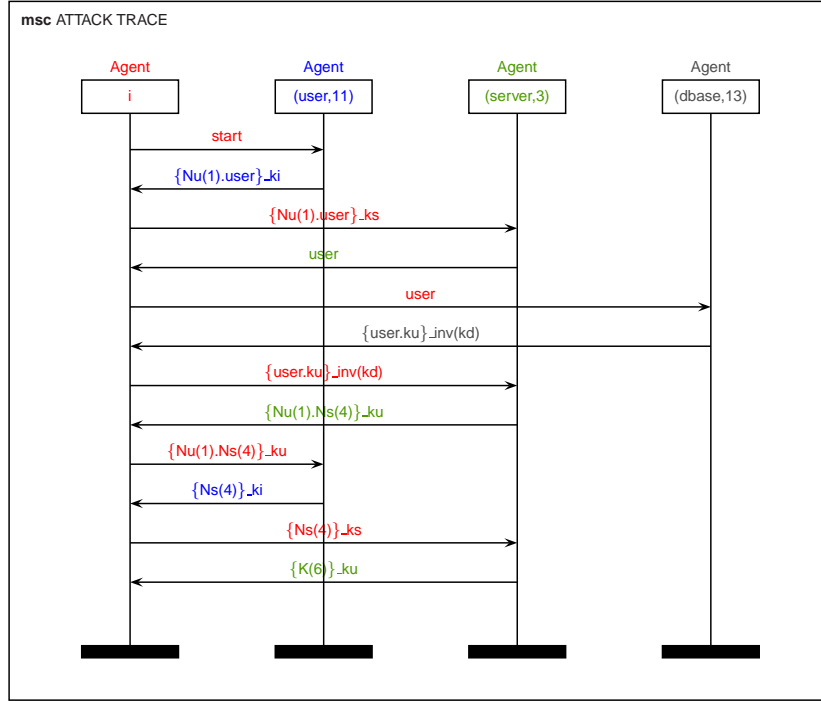 msc ATTACK TRACE
Agent Agent Agent Agent
i (user,11) (server,3) (dbase,13)
start
{Nu(1).user}_ki
{Nu(1).user}_ks
user
user
{user.ku}_inv(kd)
{user.ku}_inv(kd)
{Nu(1).Ns(4)}_ku
{Nu(1).Ns(4)}_ku
{Ns(4)}_ki
{Ns(4)}_ks
{K(6)}_ku